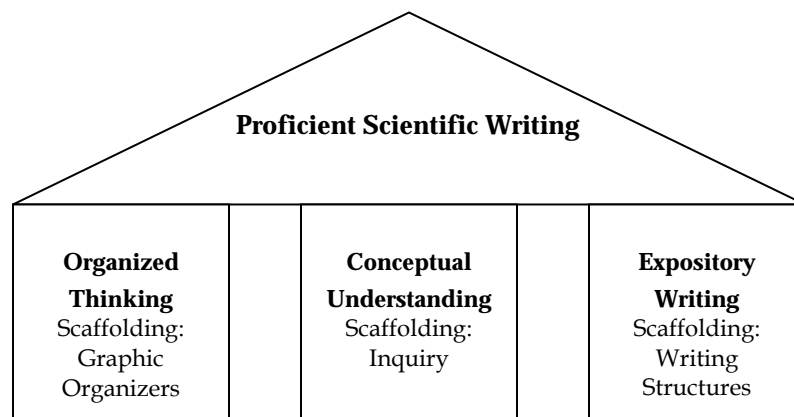 Proficient Scientific Writing
Organized
Thinking
Scaffolding:
Graphic
Organizers
Conceptual
Understanding
Scaffolding:
Inquiry
Expository
Writing
Scaffolding:
Writing
Structures